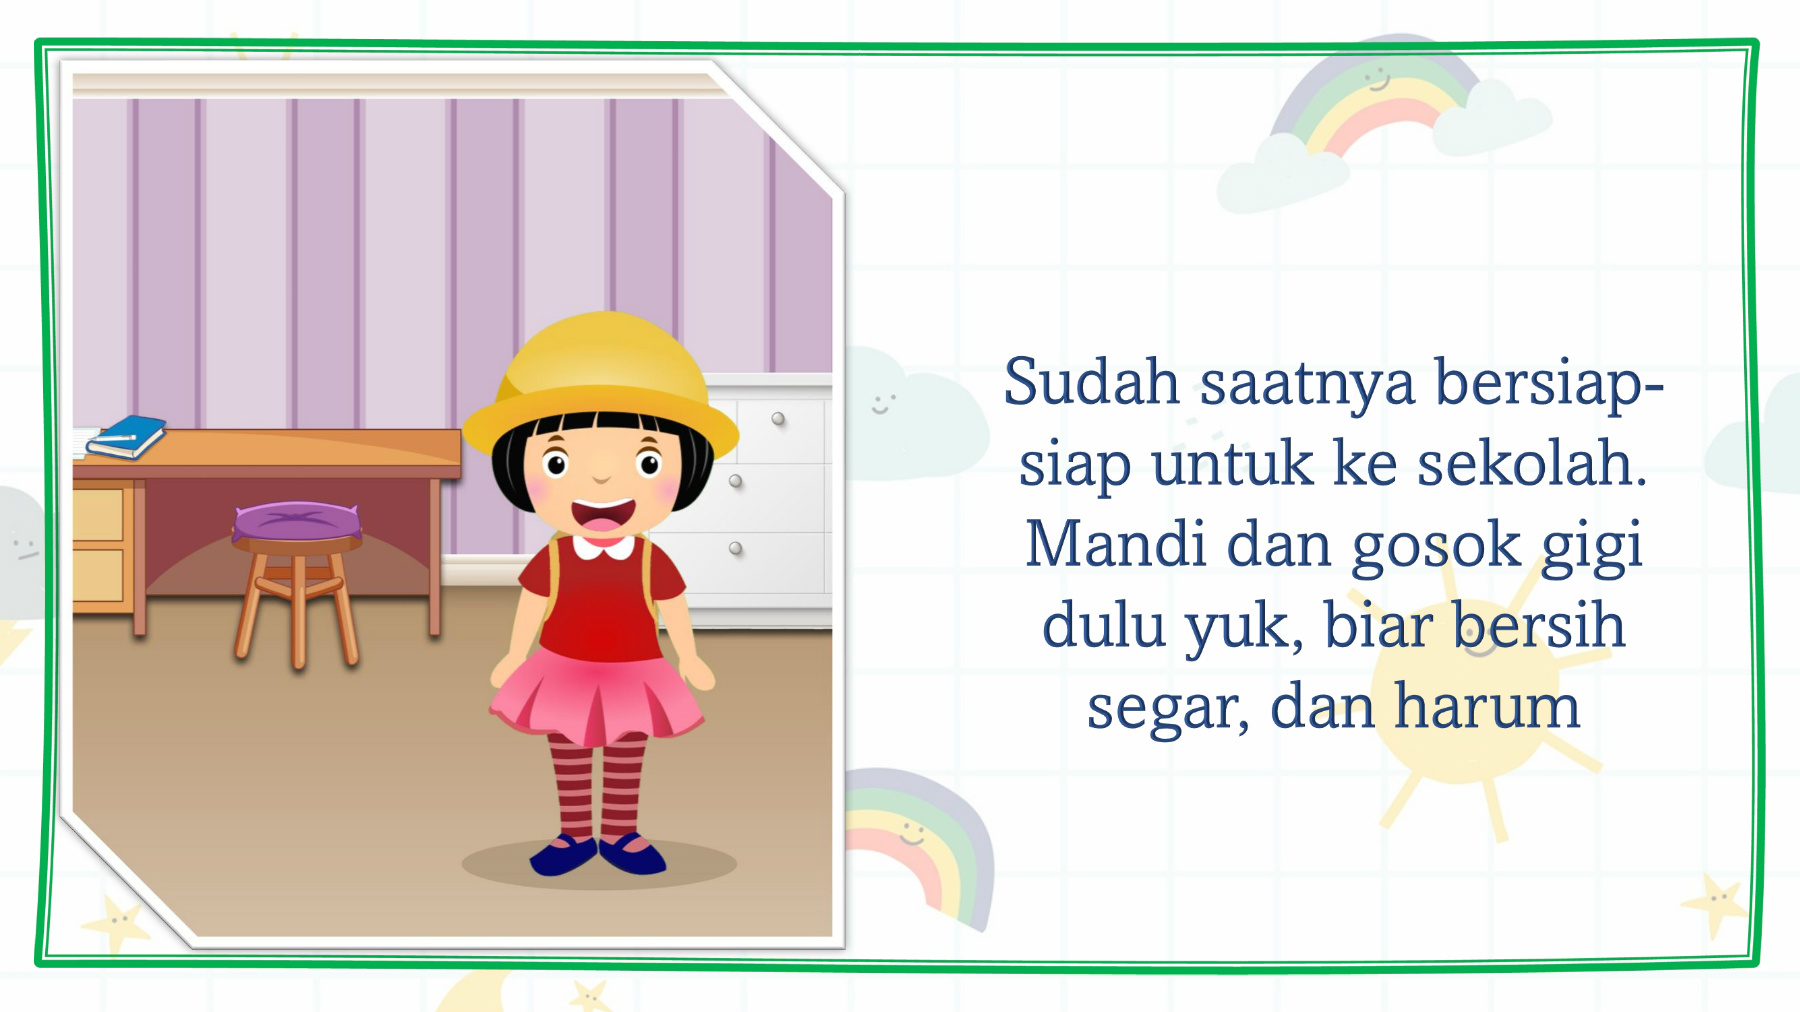 Sudah saatnya bersiap-
siap untuk ke sekolah.
Mandi dan gosok gigi
dulu yuk, biar bersih
segar, dan harum